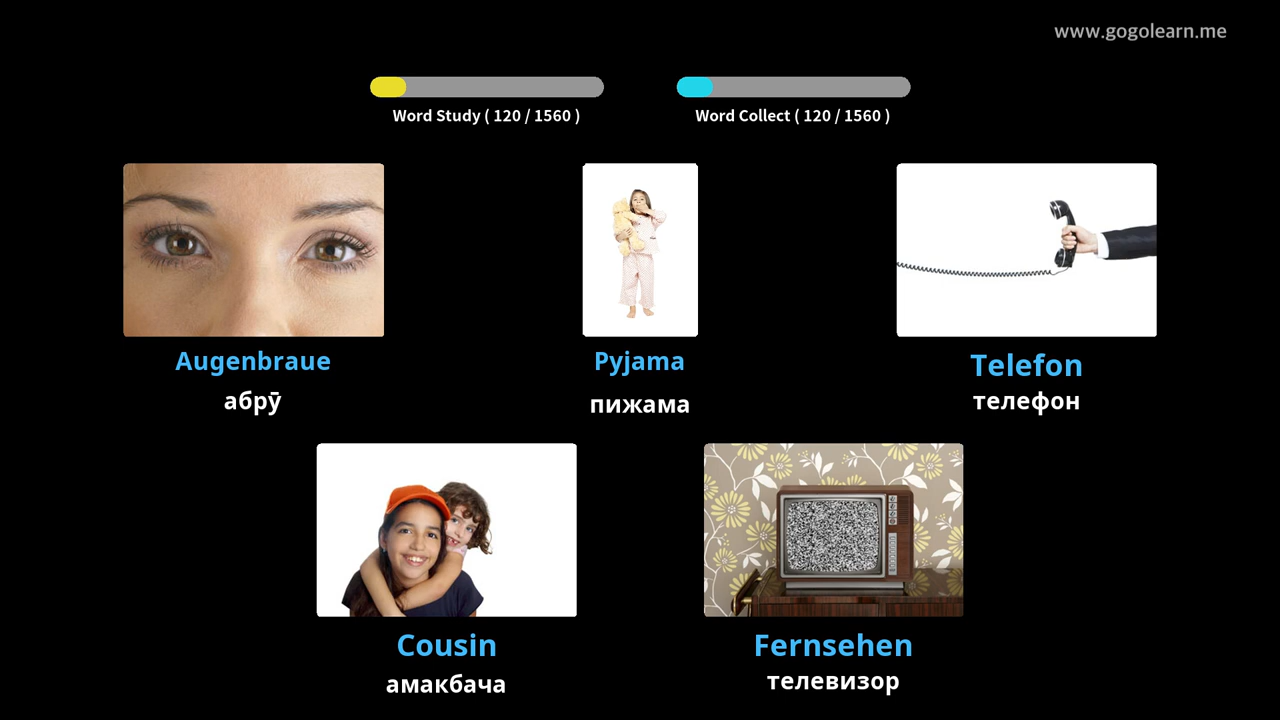 www.gogolearn.me
Word Study ( 120 / 1560 )
Word Collect ( 120 / 1560 )
Augenbraue
абрӯ
Pyjama
пижама
Telefon
телефон
Cousin
амакбача
Fernsehen
телевизор